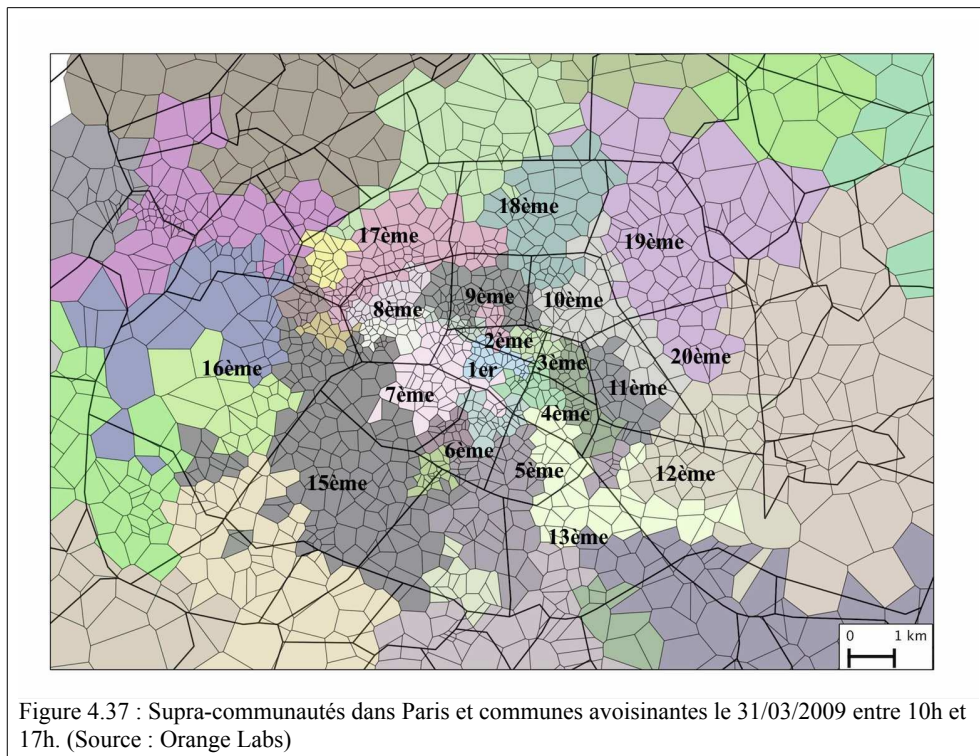 18ème
17ème
19ème
9ème
10ème
8ème
2ème
3ème
20ème
16ème
1er
11ème
7ème
4ème
6ème
5ème
12ème
15ème
13ème
0 1 km
Figure 4.37 : Supra-communautés dans Paris et communes avoisinantes le 31/03/2009 entre 10h et
17h. (Source : Orange Labs)